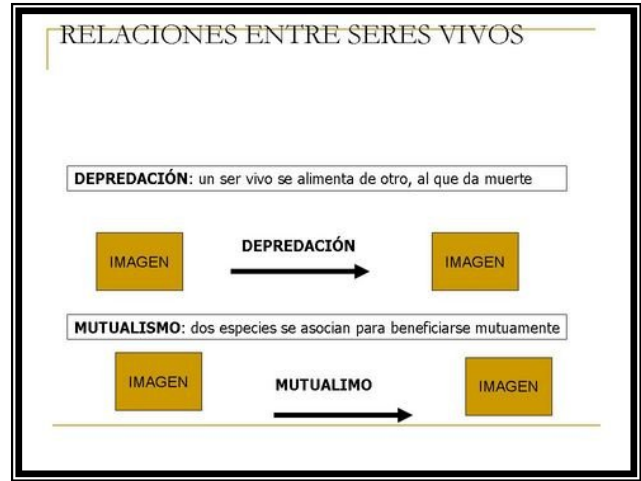 RELACIONES ENTRE SERES VIVOS
DEPREDACIÓN: un ser vivo se alimenta de otro, al que da muerte
IMAGEN
DEPREDACIÓN
IMAGEN
MUTUALISMO: dos especies se asocian para beneficiarse mutuamente
IMAGEN
MUTUALIMO
IMAGEN